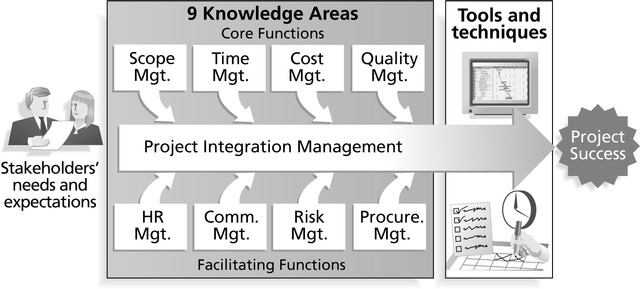 9 Knowledge Areas
Core Functions
Scope
Mgt.
Time
Mgt.
Cost
Mgt.
Quality
Mgt.
Tools and
techniques
Stakeholders'
needs and
expectations
Project Integration Management
Project
Success
HR
Mgt.
Comm.
Mgt.
Risk
Mgt.
Procure.
Mgt.
Facilitating Functions